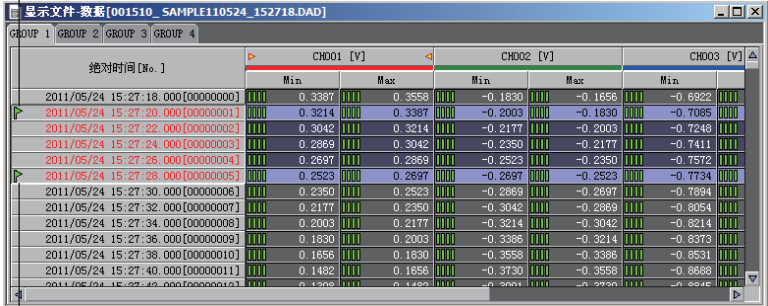 显示文件-数据[001510_ SAMPLE110524_152718.DAD]
GROUP 1 GROUP 2 GROUP 3 GROUP 4
绝对时间[No.] CH001 [V] CH002 [V] CH003 [V]
Min Max Min Max Min
2011/05/24 15:27:18.000[00000000] 0.3387 0.3558 -0.1830 -0.1656 -0.6922
2011/05/24 15:27:20.000[00000001] 0.3214 0.3387 -0.2003 -0.1830 -0.7085
2011/05/24 15:27:22.000[00000002] 0.3042 0.3214 -0.2177 -0.2003 -0.7248
2011/05/24 15:27:24.000[00000003] 0.2869 0.3042 -0.2350 -0.2177 -0.7411
2011/05/24 15:27:26.000[00000004] 0.2697 0.2869 -0.2523 -0.2350 -0.7572
2011/05/24 15:27:28.000[00000005] 0.2523 0.2697 -0.2697 -0.2523 -0.7734
2011/05/24 15:27:30.000[00000006] 0.2350 0.2523 -0.2869 -0.2697 -0.7894
2011/05/24 15:27:32.000[00000007] 0.2177 0.2350 -0.3042 -0.2869 -0.8054
2011/05/24 15:27:34.000[00000008] 0.2003 0.2177 -0.3214 -0.3042 -0.8214
2011/05/24 15:27:36.000[00000009] 0.1830 0.2003 -0.3386 -0.3214 -0.8373
2011/05/24 15:27:38.000[00000010] 0.1656 0.1830 -0.3558 -0.3386 -0.8531
2011/05/24 15:27:40.000[00000011] 0.1482 0.1656 -0.3730 -0.3558 -0.8688